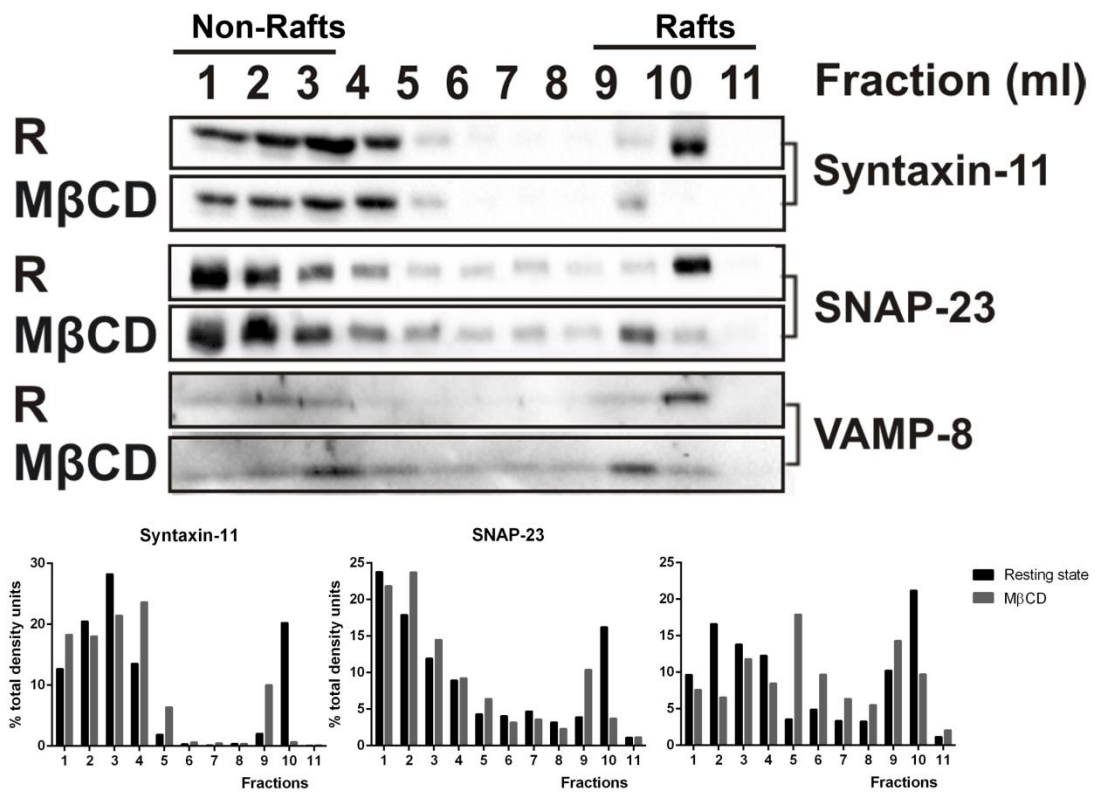 Non-Rafts Rafts
1 2 3 4 5 6 7 8 9 10 11 Fraction (ml)
R
MβCD
Syntaxin-11
R
MβCD
SNAP-23
R
MβCD
VAMP-8
Syntaxin-11
% total density units
30
20
10
0
1 2 3 4 5 6 7 8 9 10 11
Fractions
SNAP-23
% total density units
25
20
15
10
5
0
1 2 3 4 5 6 7 8 9 10 11
Fractions
25
20
15
10
5
0
1 2 3 4 5 6 7 8 9 10 11
Fractions
Resting state
MβCD